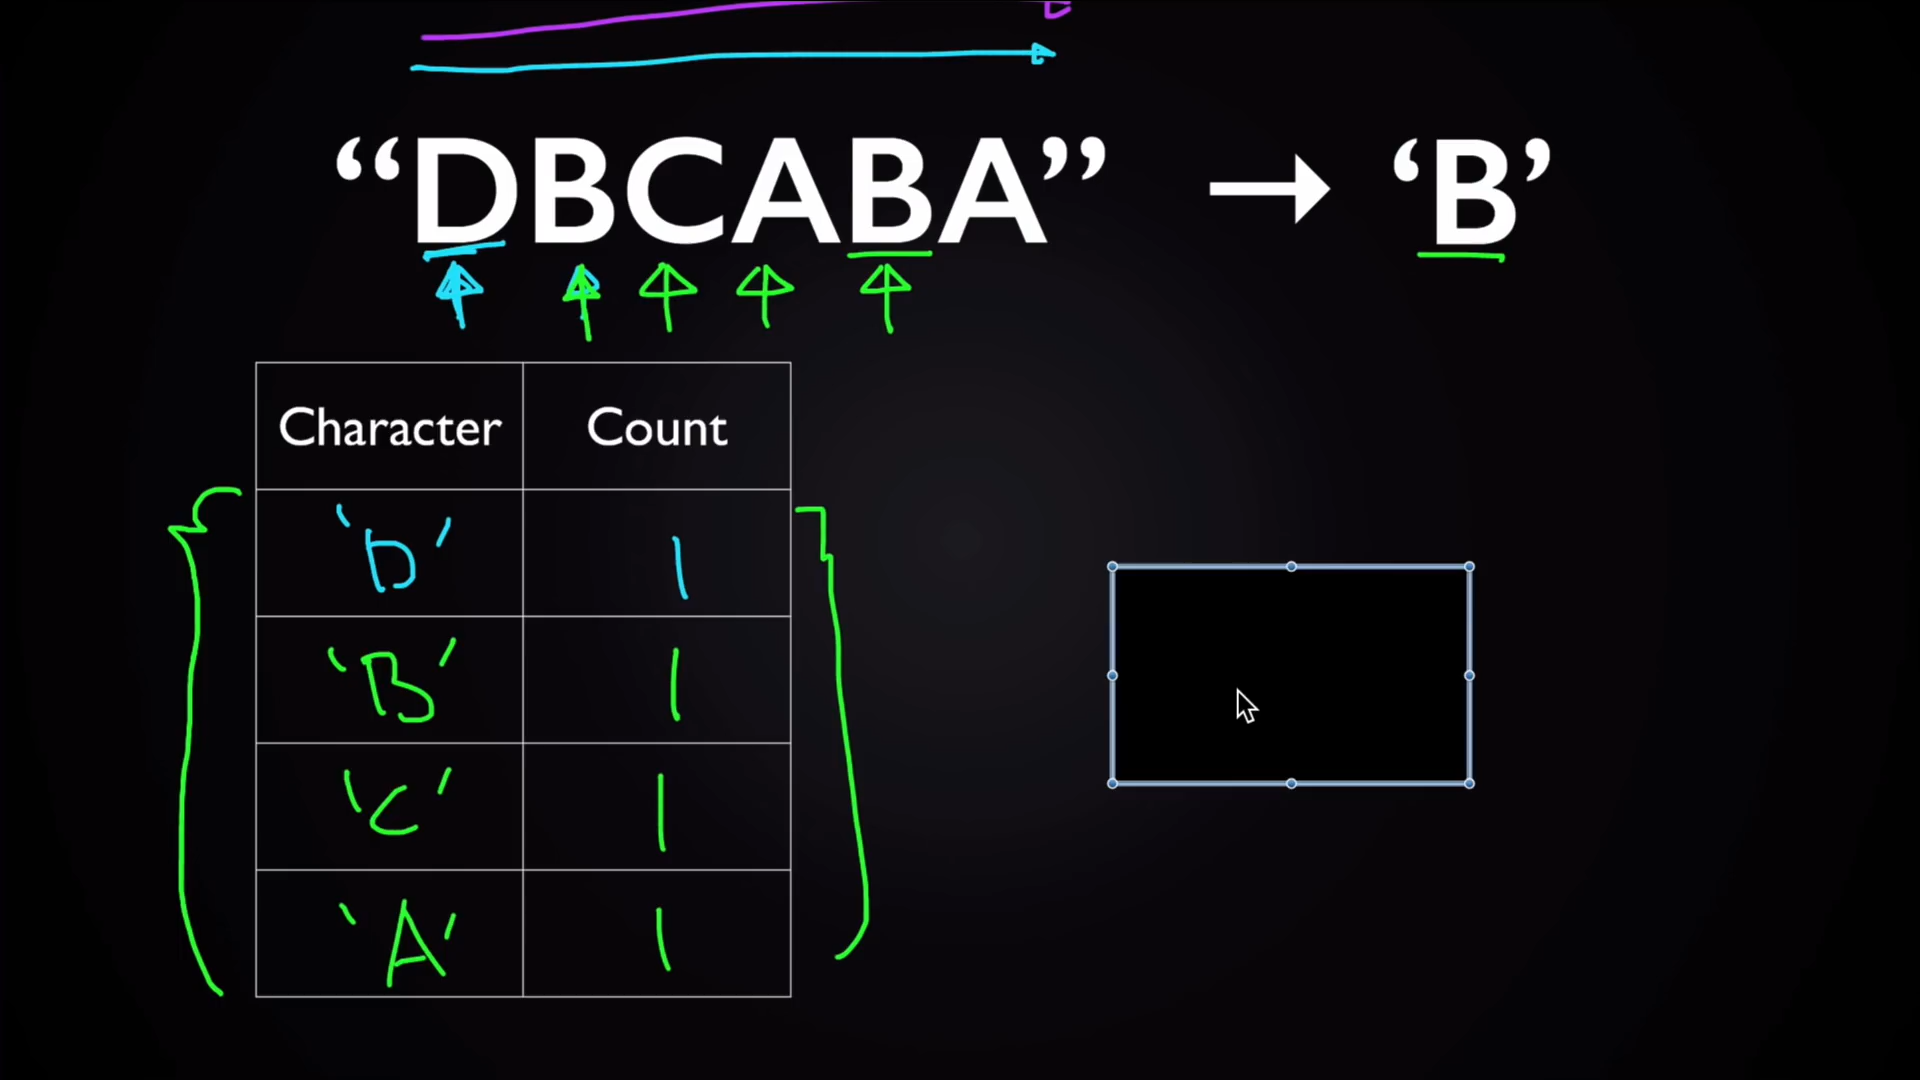 “DBCABA” → ‘B’
Character Count
'D' 1
'B' 1
'C' 1
'A' 1